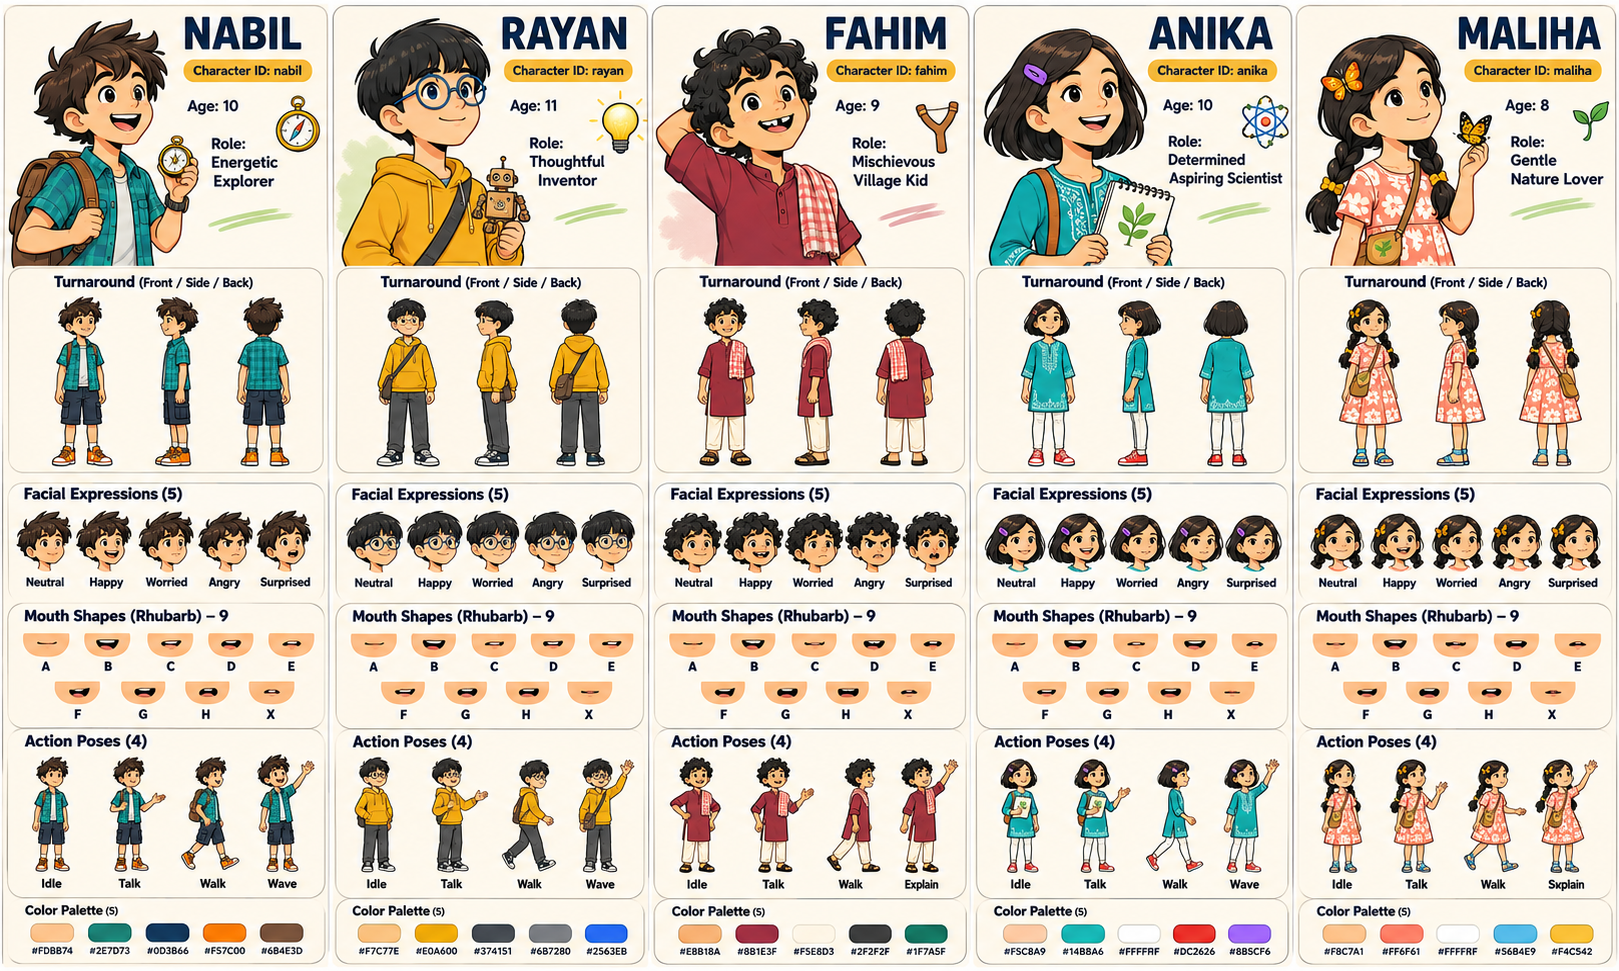 NABIL
Character ID: nabil
Age: 10
Role:
Energetic
Explorer
Turnaround (Front / Side / Back)
Facial Expressions (5)
Neutral Happy Worried Angry Surprised
Mouth Shapes (Rhubarb) – 9
A B C D E
F G H X
Action Poses (4)
Idle Talk Walk Wave
Color Palette (5)
#FDBB74 #2E7D73 #0D3B66 #FS7C00 #6B4E3D
RAYAN
Character ID: rayan
Age: 11
Role:
Thoughtful
Inventor
Turnaround (Front / Side / Back)
Facial Expressions (5)
Neutral Happy Worried Angry Surprised
Mouth Shapes (Rhubarb) – 9
A B C D E
F G H X
Action Poses (4)
Idle Talk Walk Wave
Color Palette (5)
#F7C77E #E0A600 #374151 #6B7280 #2563EB
FAHIM
Character ID: fahim
Age: 9
Role:
Mischievous
Village Kid
Turnaround (Front / Side / Back)
Facial Expressions (5)
Neutral Happy Worried Angry Surprised
Mouth Shapes (Rhubarb) – 9
A B C D E
F G H X
Action Poses (4)
Idle Talk Walk Explain
Color Palette (5)
#E8B18A #8B1E3F #F5E8D3 #2F2F2F #1F7A5F
ANIKA
Character ID: anika
Age: 10
Role:
Determined
Aspiring Scientist
Turnaround (Front / Side / Back)
Facial Expressions (5)
Neutral Happy Worried Angry Surprised
Mouth Shapes (Rhubarb) – 9
A B C D E
F G H X
Action Poses (4)
Idle Talk Walk Wave
Color Palette (5)
#FSC8A9 #14BBA6 #FFFFRF #DC2626 #8BSCF6
MALIHA
Character ID: maliha
Age: 8
Role:
Gentle
Nature Lover
Turnaround (Front / Side / Back)
Facial Expressions (5)
Neutral Happy Worried Angry Surprised
Mouth Shapes (Rhubarb) – 9
A B C D E
F G H X
Action Poses (4)
Idle Talk Walk Sxplain
Color Palette (5)
#F8C7A1 #FF6F61 #FFFFRF #S6B4E9 #F4CS42